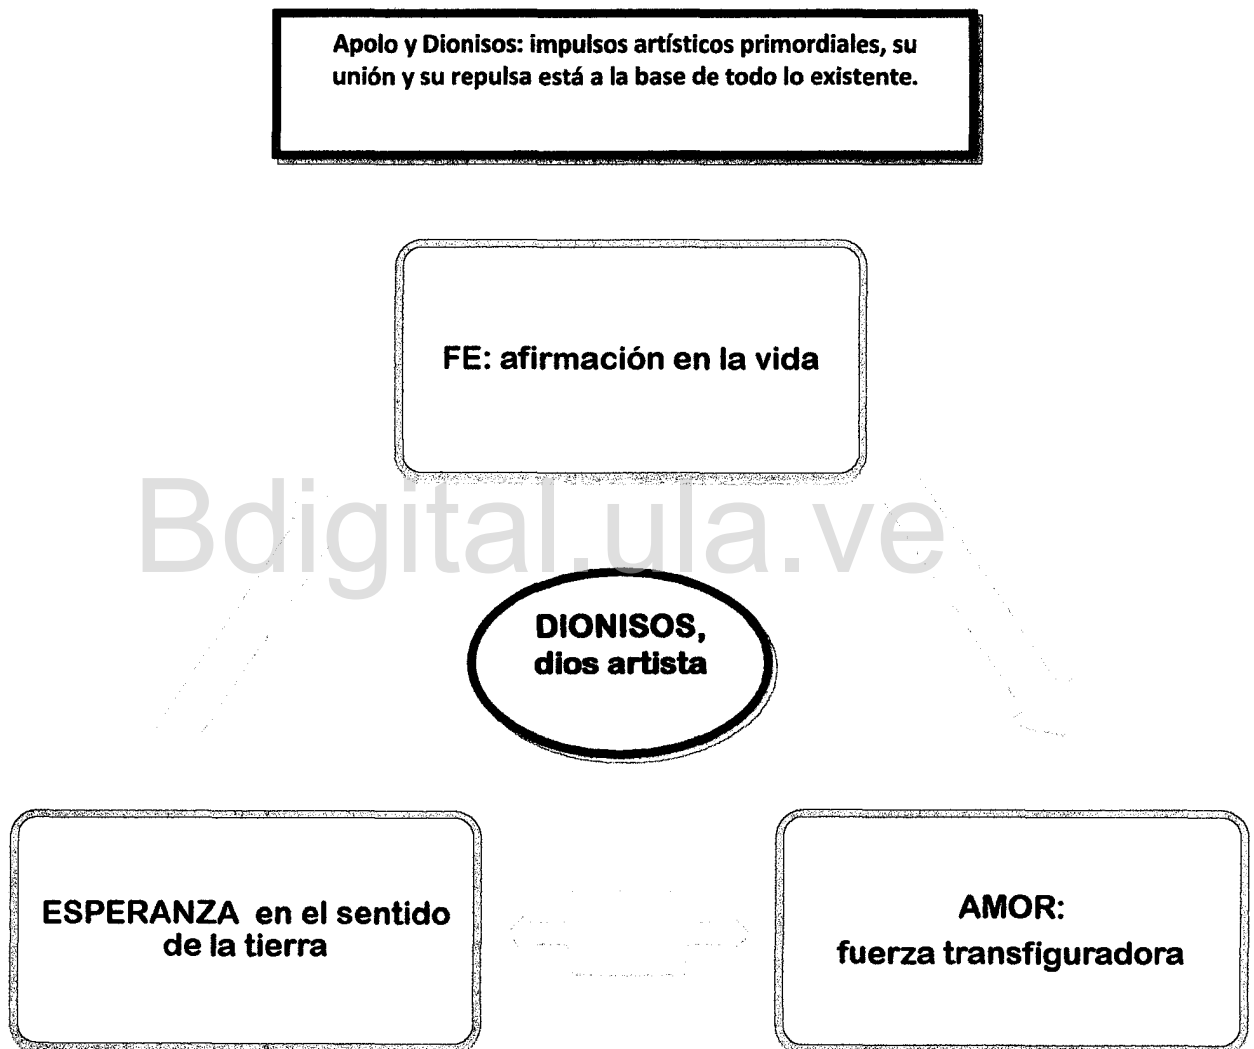 Apolo y Dionisos: impulsos artísticos primordiales, su
unión y su repulsa está a la base de todo lo existente.
FE: afirmación en la vida
Bdigital.ula.ve
DIONISOS,
dios artista
ESPERANZA en el sentido
de la tierra
AMOR:
fuerza transfiguradora